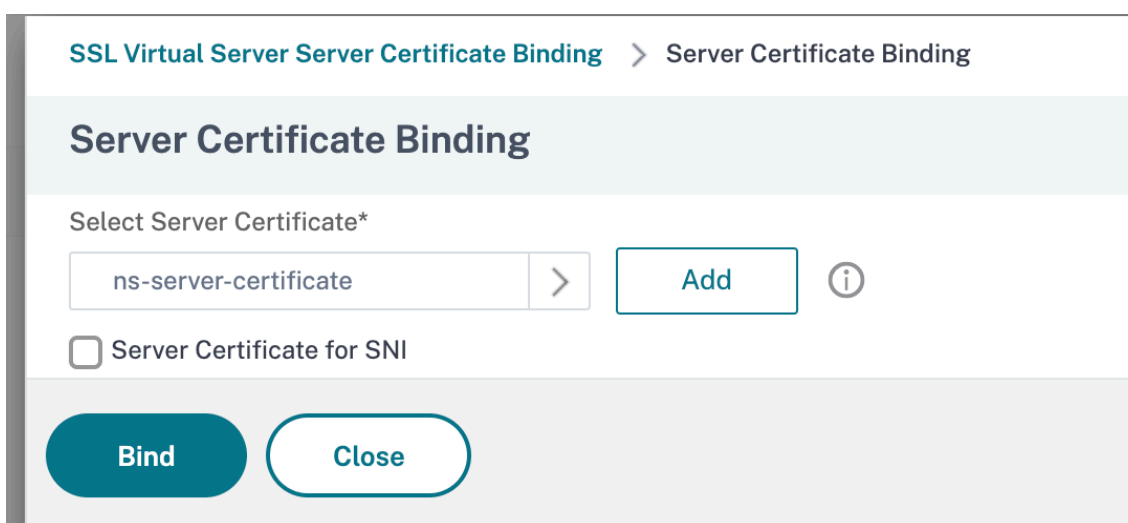 SSL Virtual Server Server Certificate Binding > Server Certificate Binding
Server Certificate Binding
Select Server Certificate*
ns-server-certificate > Add
Server Certificate for SNI
Bind Close